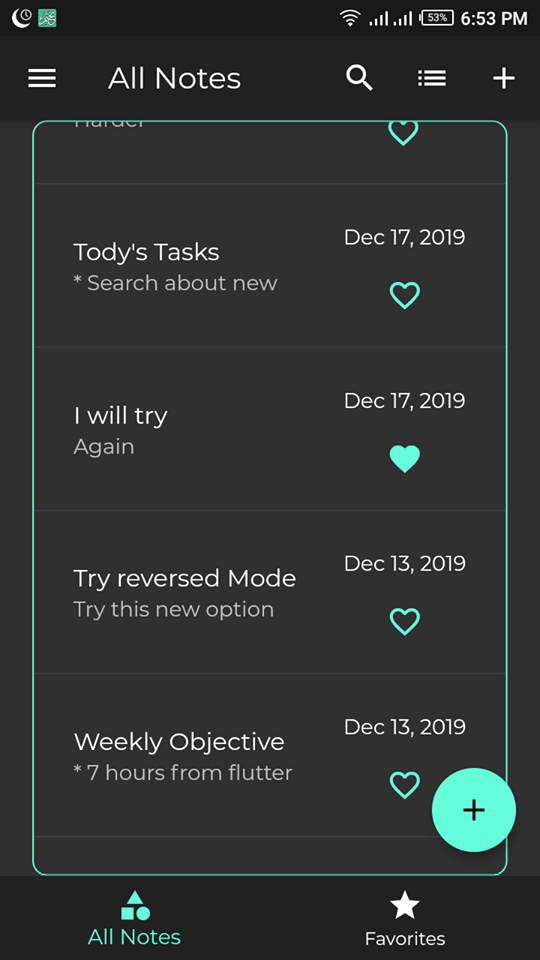 53% 6:53 PM
All Notes
Harder
Dec 17, 2019
Tody's Tasks
* Search about new
Dec 17, 2019
I will try
Again
Dec 13, 2019
Try reversed Mode
Try this new option
Dec 13, 2019
Weekly Objective
* 7 hours from flutter
All Notes
Favorites